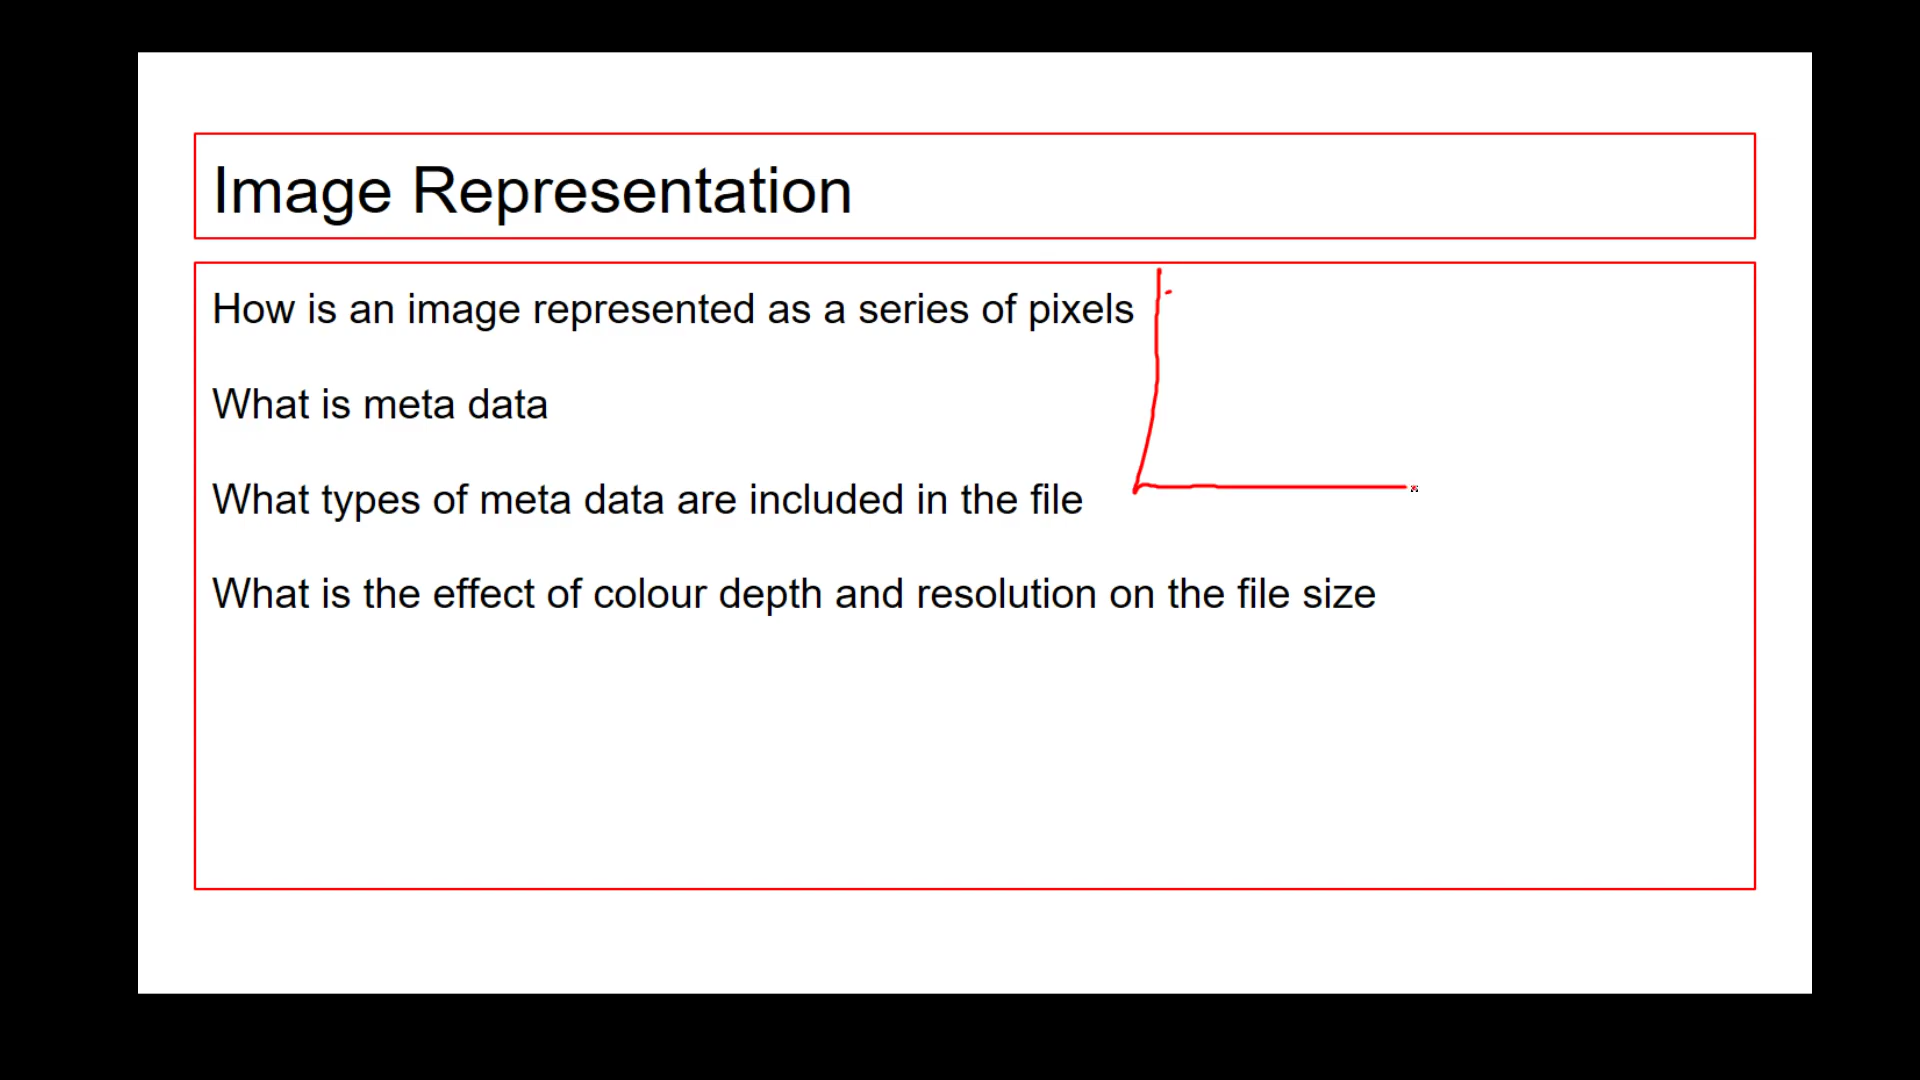 Image Representation
How is an image represented as a series of pixels
What is meta data
What types of meta data are included in the file
What is the effect of colour depth and resolution on the file size